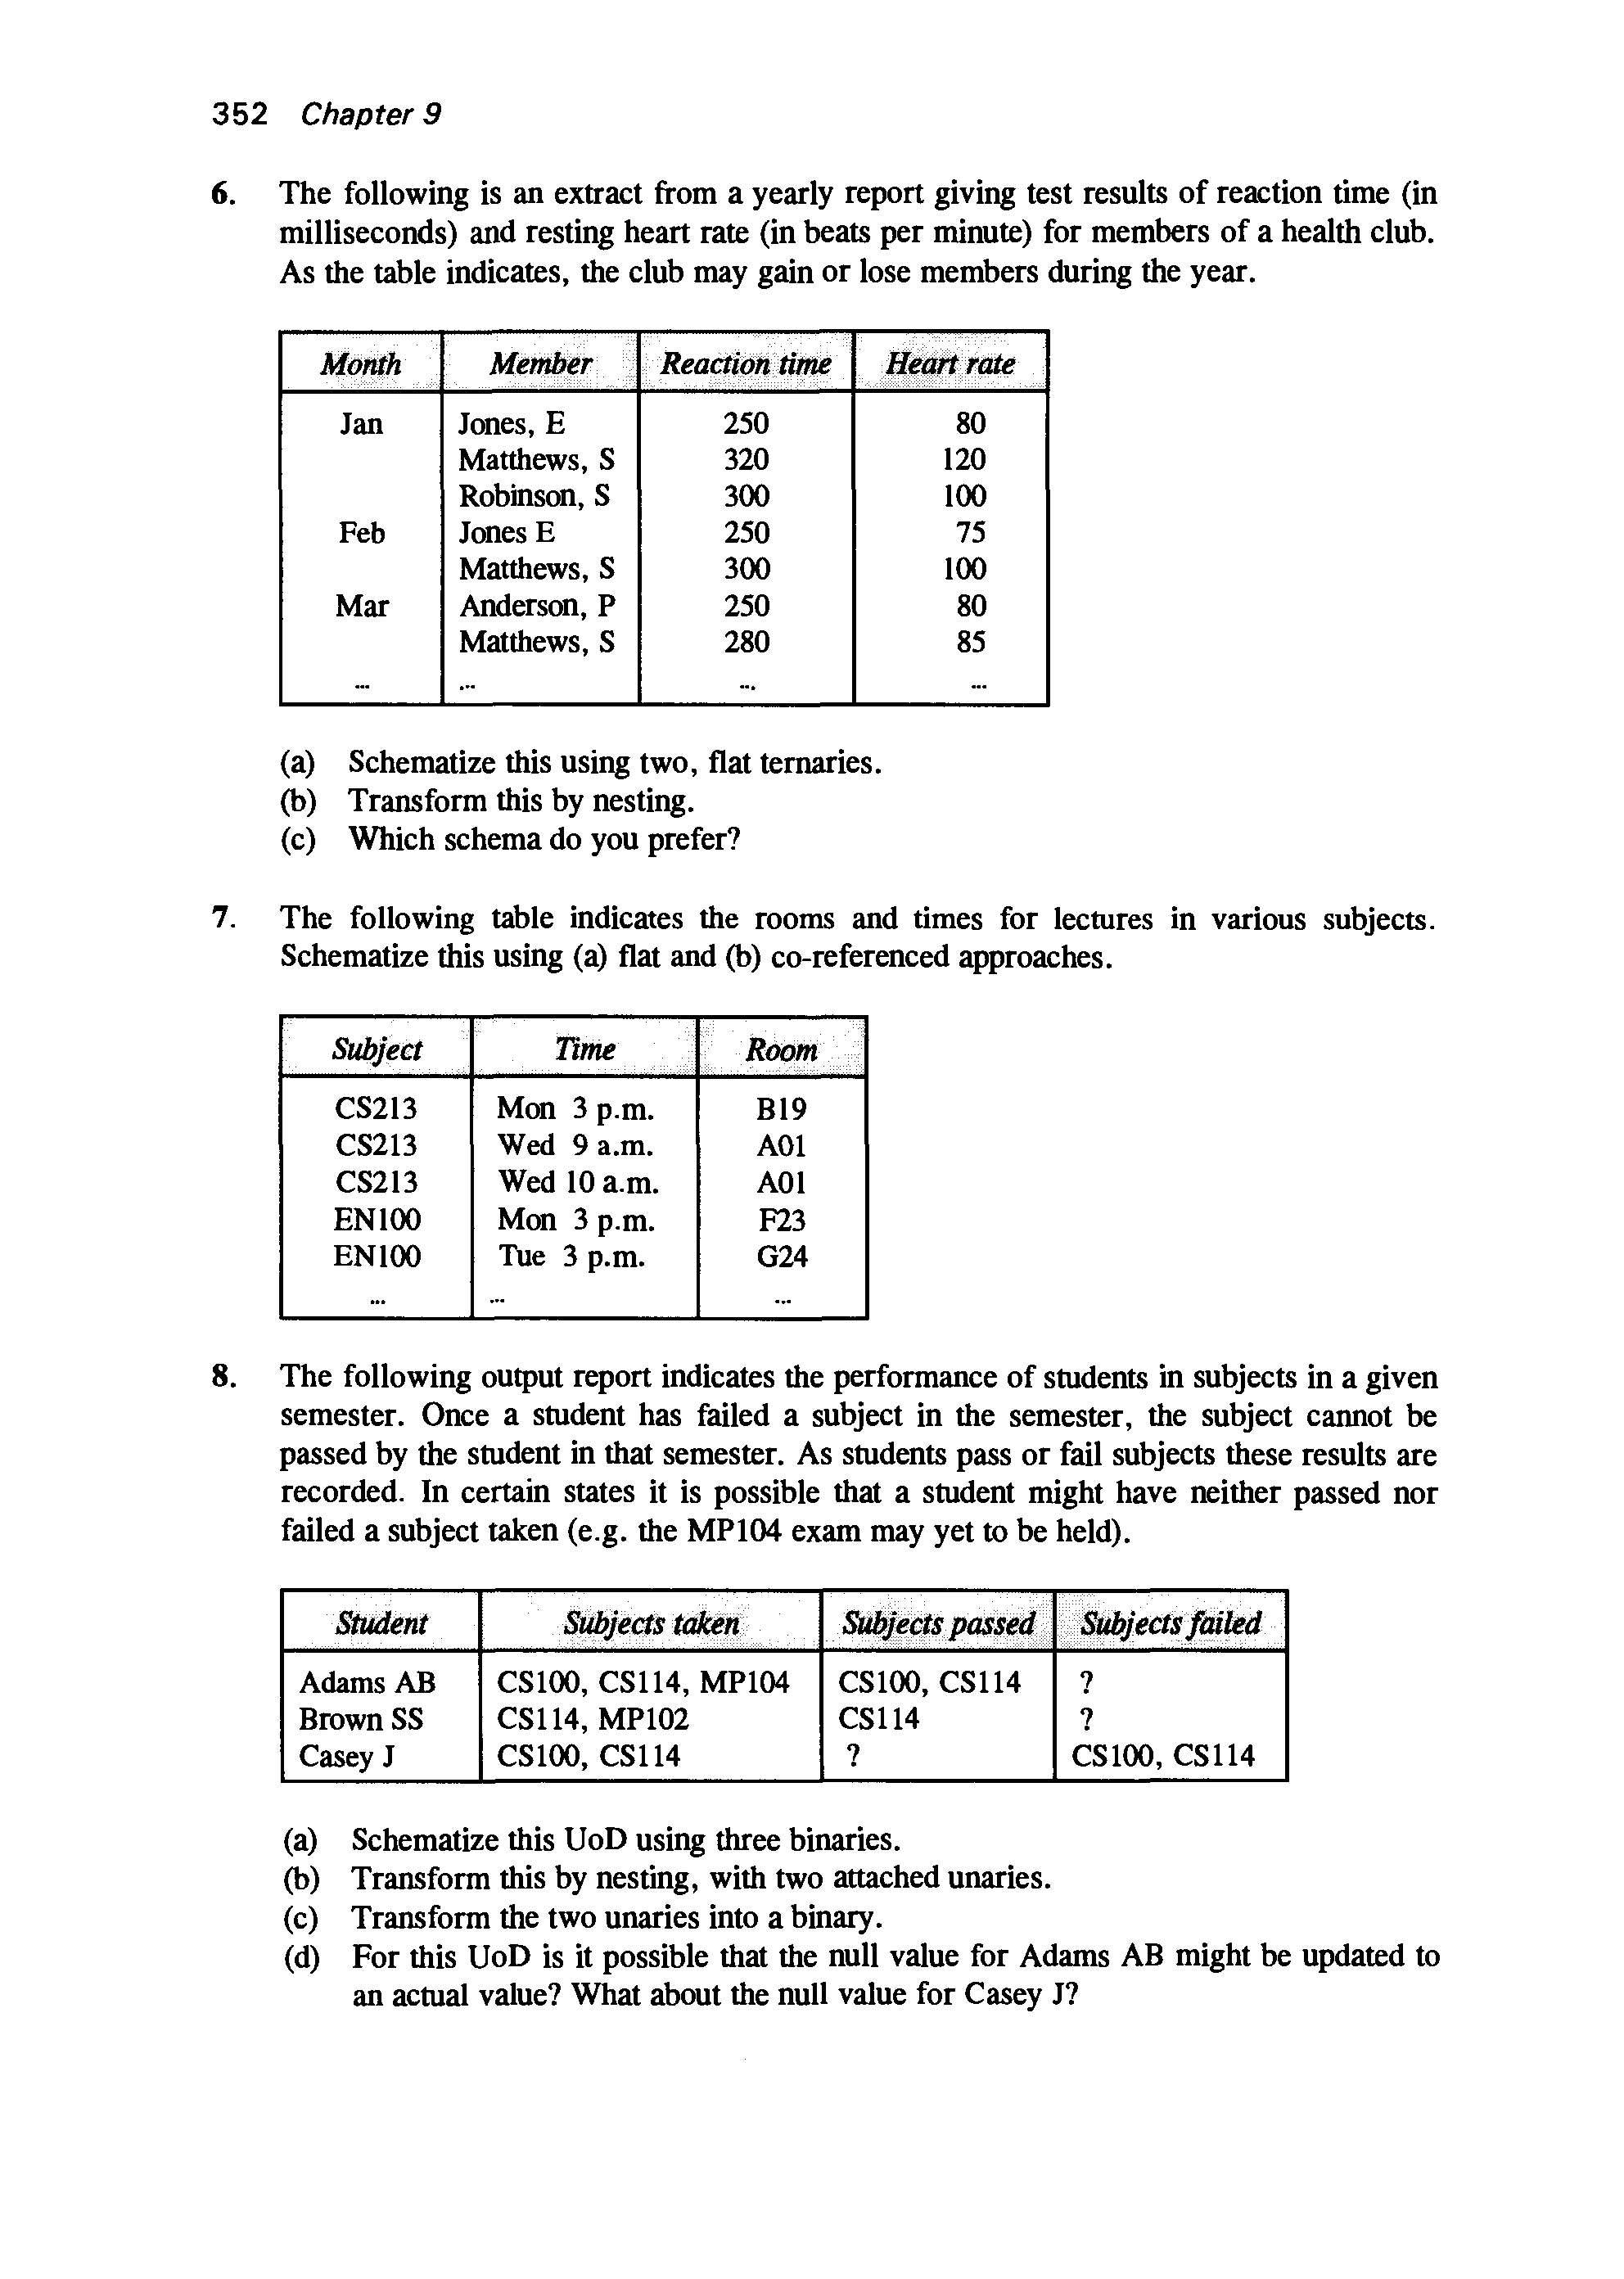 352 Chapter 9
6. The following is an extract from a yearly report giving test results of reaction time (in
milliseconds) and resting heart rate (in beats per minute) for members of a health club.
As the table indicates, the club may gain or lose members during the year.
Month Member Reaction time Heart rate
Jan Jones, E 250 80
Matthews, S 320 120
Robinson, S 300 100
Feb Jones E 250 75
Matthews, S 300 100
Mar Anderson, P 250 80
Matthews, S 280 85
... ... ... ...
(a) Schematize this using two, flat ternaries.
(b) Transform this by nesting.
(c) Which schema do you prefer?
7. The following table indicates the rooms and times for lectures in various subjects.
Schematize this using (a) flat and (b) co-referenced approaches.
Subject Time Room
CS213 Mon 3 p.m. B19
CS213 Wed 9 a.m. A01
CS213 Wed 10 a.m. A01
EN100 Mon 3 p.m. F23
EN100 Tue 3 p.m. G24
... ... ...
8. The following output report indicates the performance of students in subjects in a given
semester. Once a student has failed a subject in the semester, the subject cannot be
passed by the student in that semester. As students pass or fail subjects these results are
recorded. In certain states it is possible that a student might have neither passed nor
failed a subject taken (e.g. the MP104 exam may yet to be held).
Student Subjects taken Subjects passed Subjects failed
Adams AB CS100, CS114, MP104 CS100, CS114 ?
Brown SS CS114, MP102 CS114 ?
Casey J CS100, CS114 ? CS100, CS114
(a) Schematize this UoD using three binaries.
(b) Transform this by nesting, with two attached unaries.
(c) Transform the two unaries into a binary.
(d) For this UoD is it possible that the null value for Adams AB might be updated to
an actual value? What about the null value for Casey J?